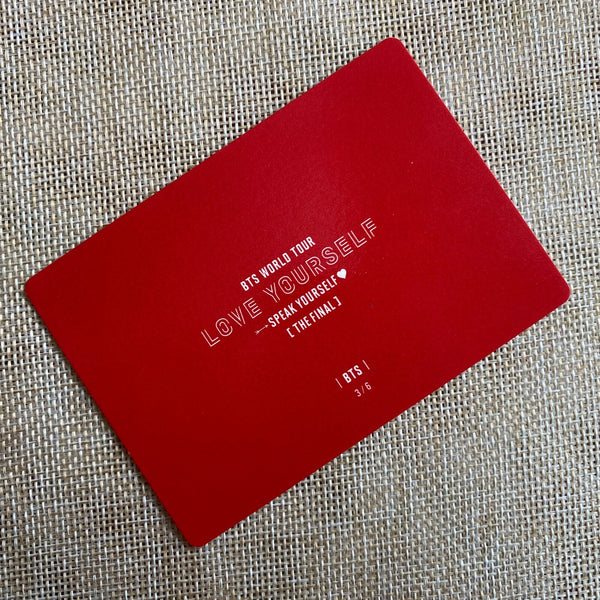 BTS WORLD TOUR
LOVE YOURSELF
SPEAK YOURSELF
[ THE FINAL ]
| BTS |
3 / 6